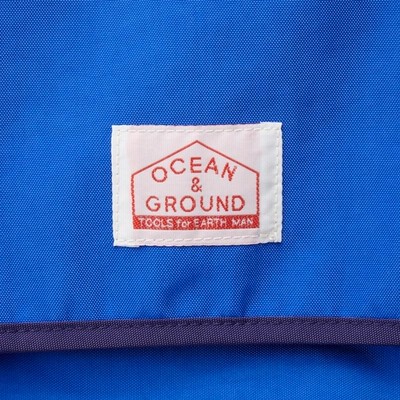 OCEAN
&
GROUND
TOOLS for EARTH MAN